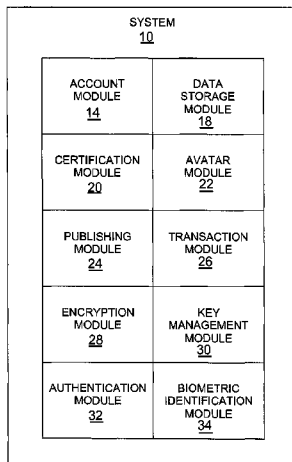 SYSTEM
10
ACCOUNT
MODULE
14
DATA
STORAGE
MODULE
18
CERTIFICATION
MODULE
20
AVATAR
MODULE
22
PUBLISHING
MODULE
24
TRANSACTION
MODULE
26
ENCRYPTION
MODULE
28
KEY
MANAGEMENT
MODULE
30
AUTHENTICATION
MODULE
32
BIOMETRIC
IDENTIFICATION
MODULE
34